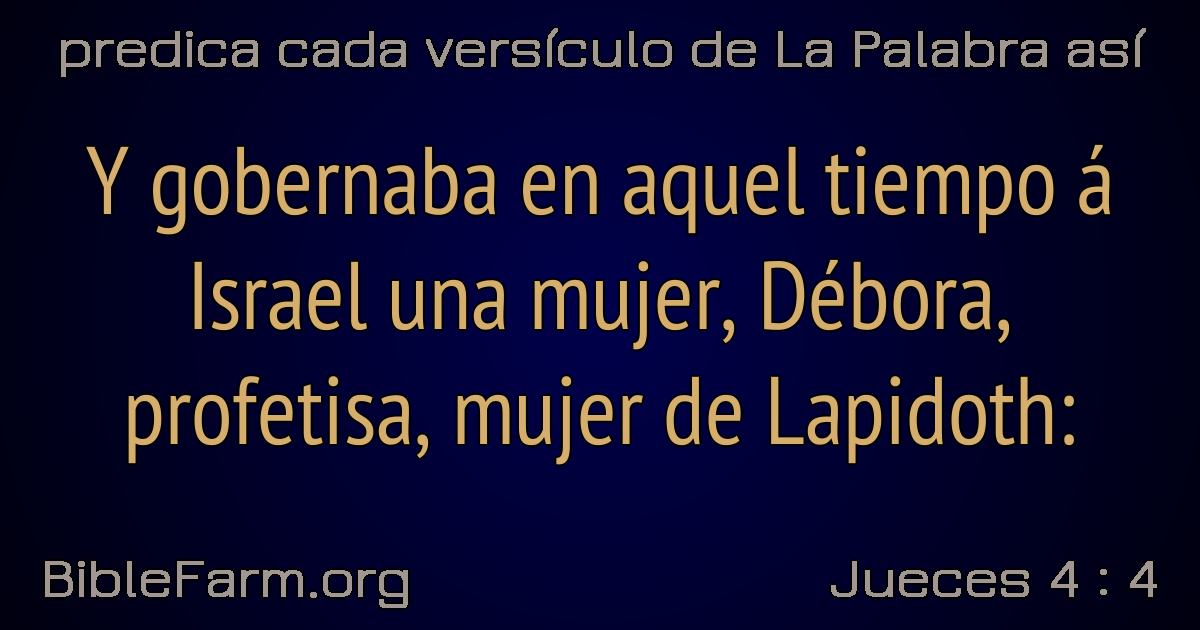 predica cada versículo de La Palabra así
Y gobernaba en aquel tiempo á
Israel una mujer, Débora,
profetisa, mujer de Lapidoth:
BibleFarm.org
Jueces 4 : 4